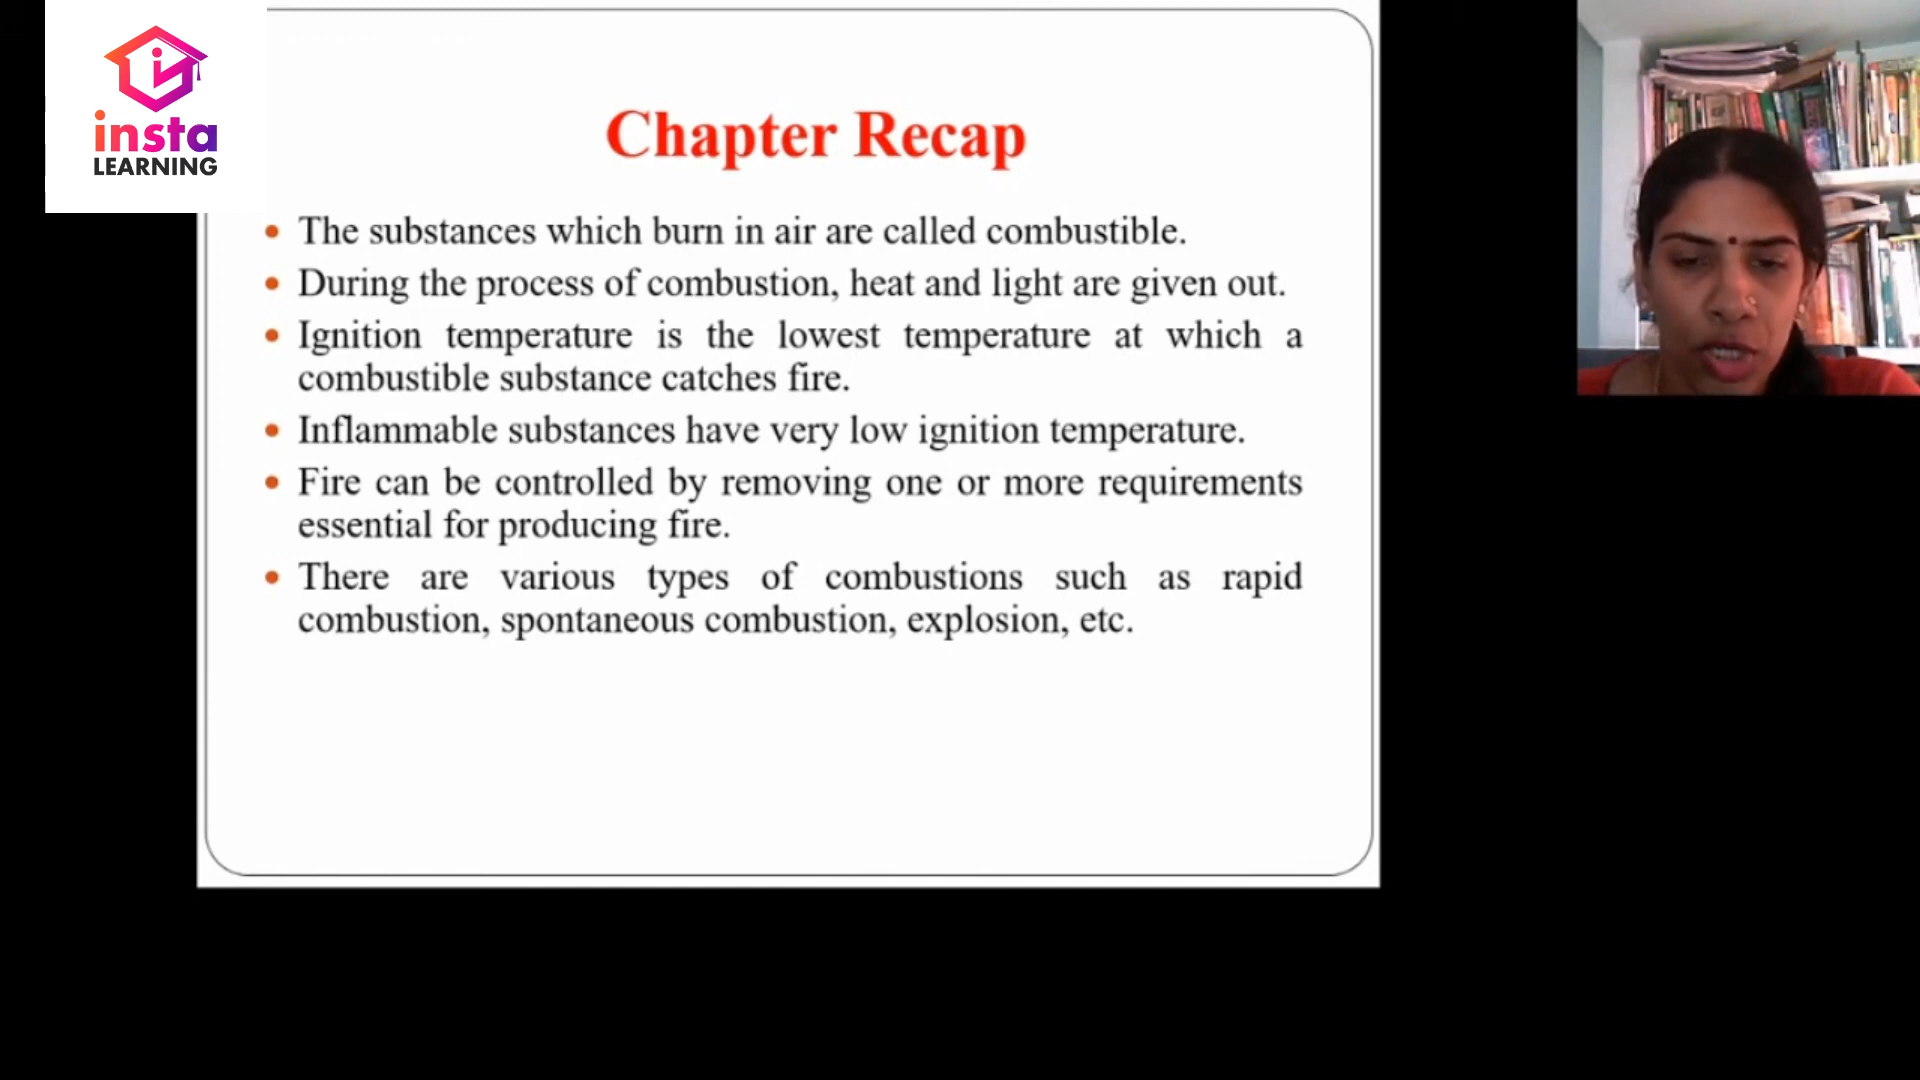 insta
LEARNING
Chapter Recap
• The substances which burn in air are called combustible.
• During the process of combustion, heat and light are given out.
• Ignition temperature is the lowest temperature at which a
combustible substance catches fire.
• Inflammable substances have very low ignition temperature.
• Fire can be controlled by removing one or more requirements
essential for producing fire.
• There are various types of combustions such as rapid
combustion, spontaneous combustion, explosion, etc.